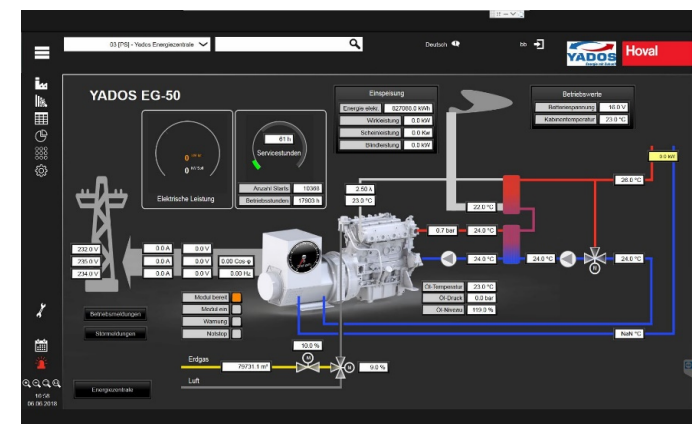 03 [PS] - Yados Energiezentrale
Deutsch
bb
YADOS
Hoval
YADOS EG-50
Elektrische Leistung
61 h
Servicestunden
Anzahl Starts 10368
Betriebsstunden 17903 h
Einspeisung
Energie elekt. 827088.0 kWh
Wirkleistung 0.0 kW
Scheinleistung 0.0 Kw
Blindleistung 0.0 kW
Betriebswerte
Batteriespannung 16.0 V
Kabinentemperatur 23.0 °C
0.0 kW
26.0 °C
2.50 λ
23.0 °C
22.0 °C
0.7 bar
24.0 °C
24.0 °C
24.0 °C
24.0 °C
232.0 V
235.0 V
234.0 V
0.0 A
0.0 A
0.0 A
0.0 V
0.0 V
0.0 V
0.00 Cos φ
0.00 Hz
Öl-Temperatur 23.0 °C
Öl-Druck 0.0 bar
Öl-Niveau 119.0 %
Modul bereit
Modul ein
Warnung
Notstop
NaN °C
Betriebsmeldungen
Störmeldungen
10.0 %
Erdgas
79731.1 m³
M
M
9.0 %
Luft
Energiezentrale
10:58
06.06.2018